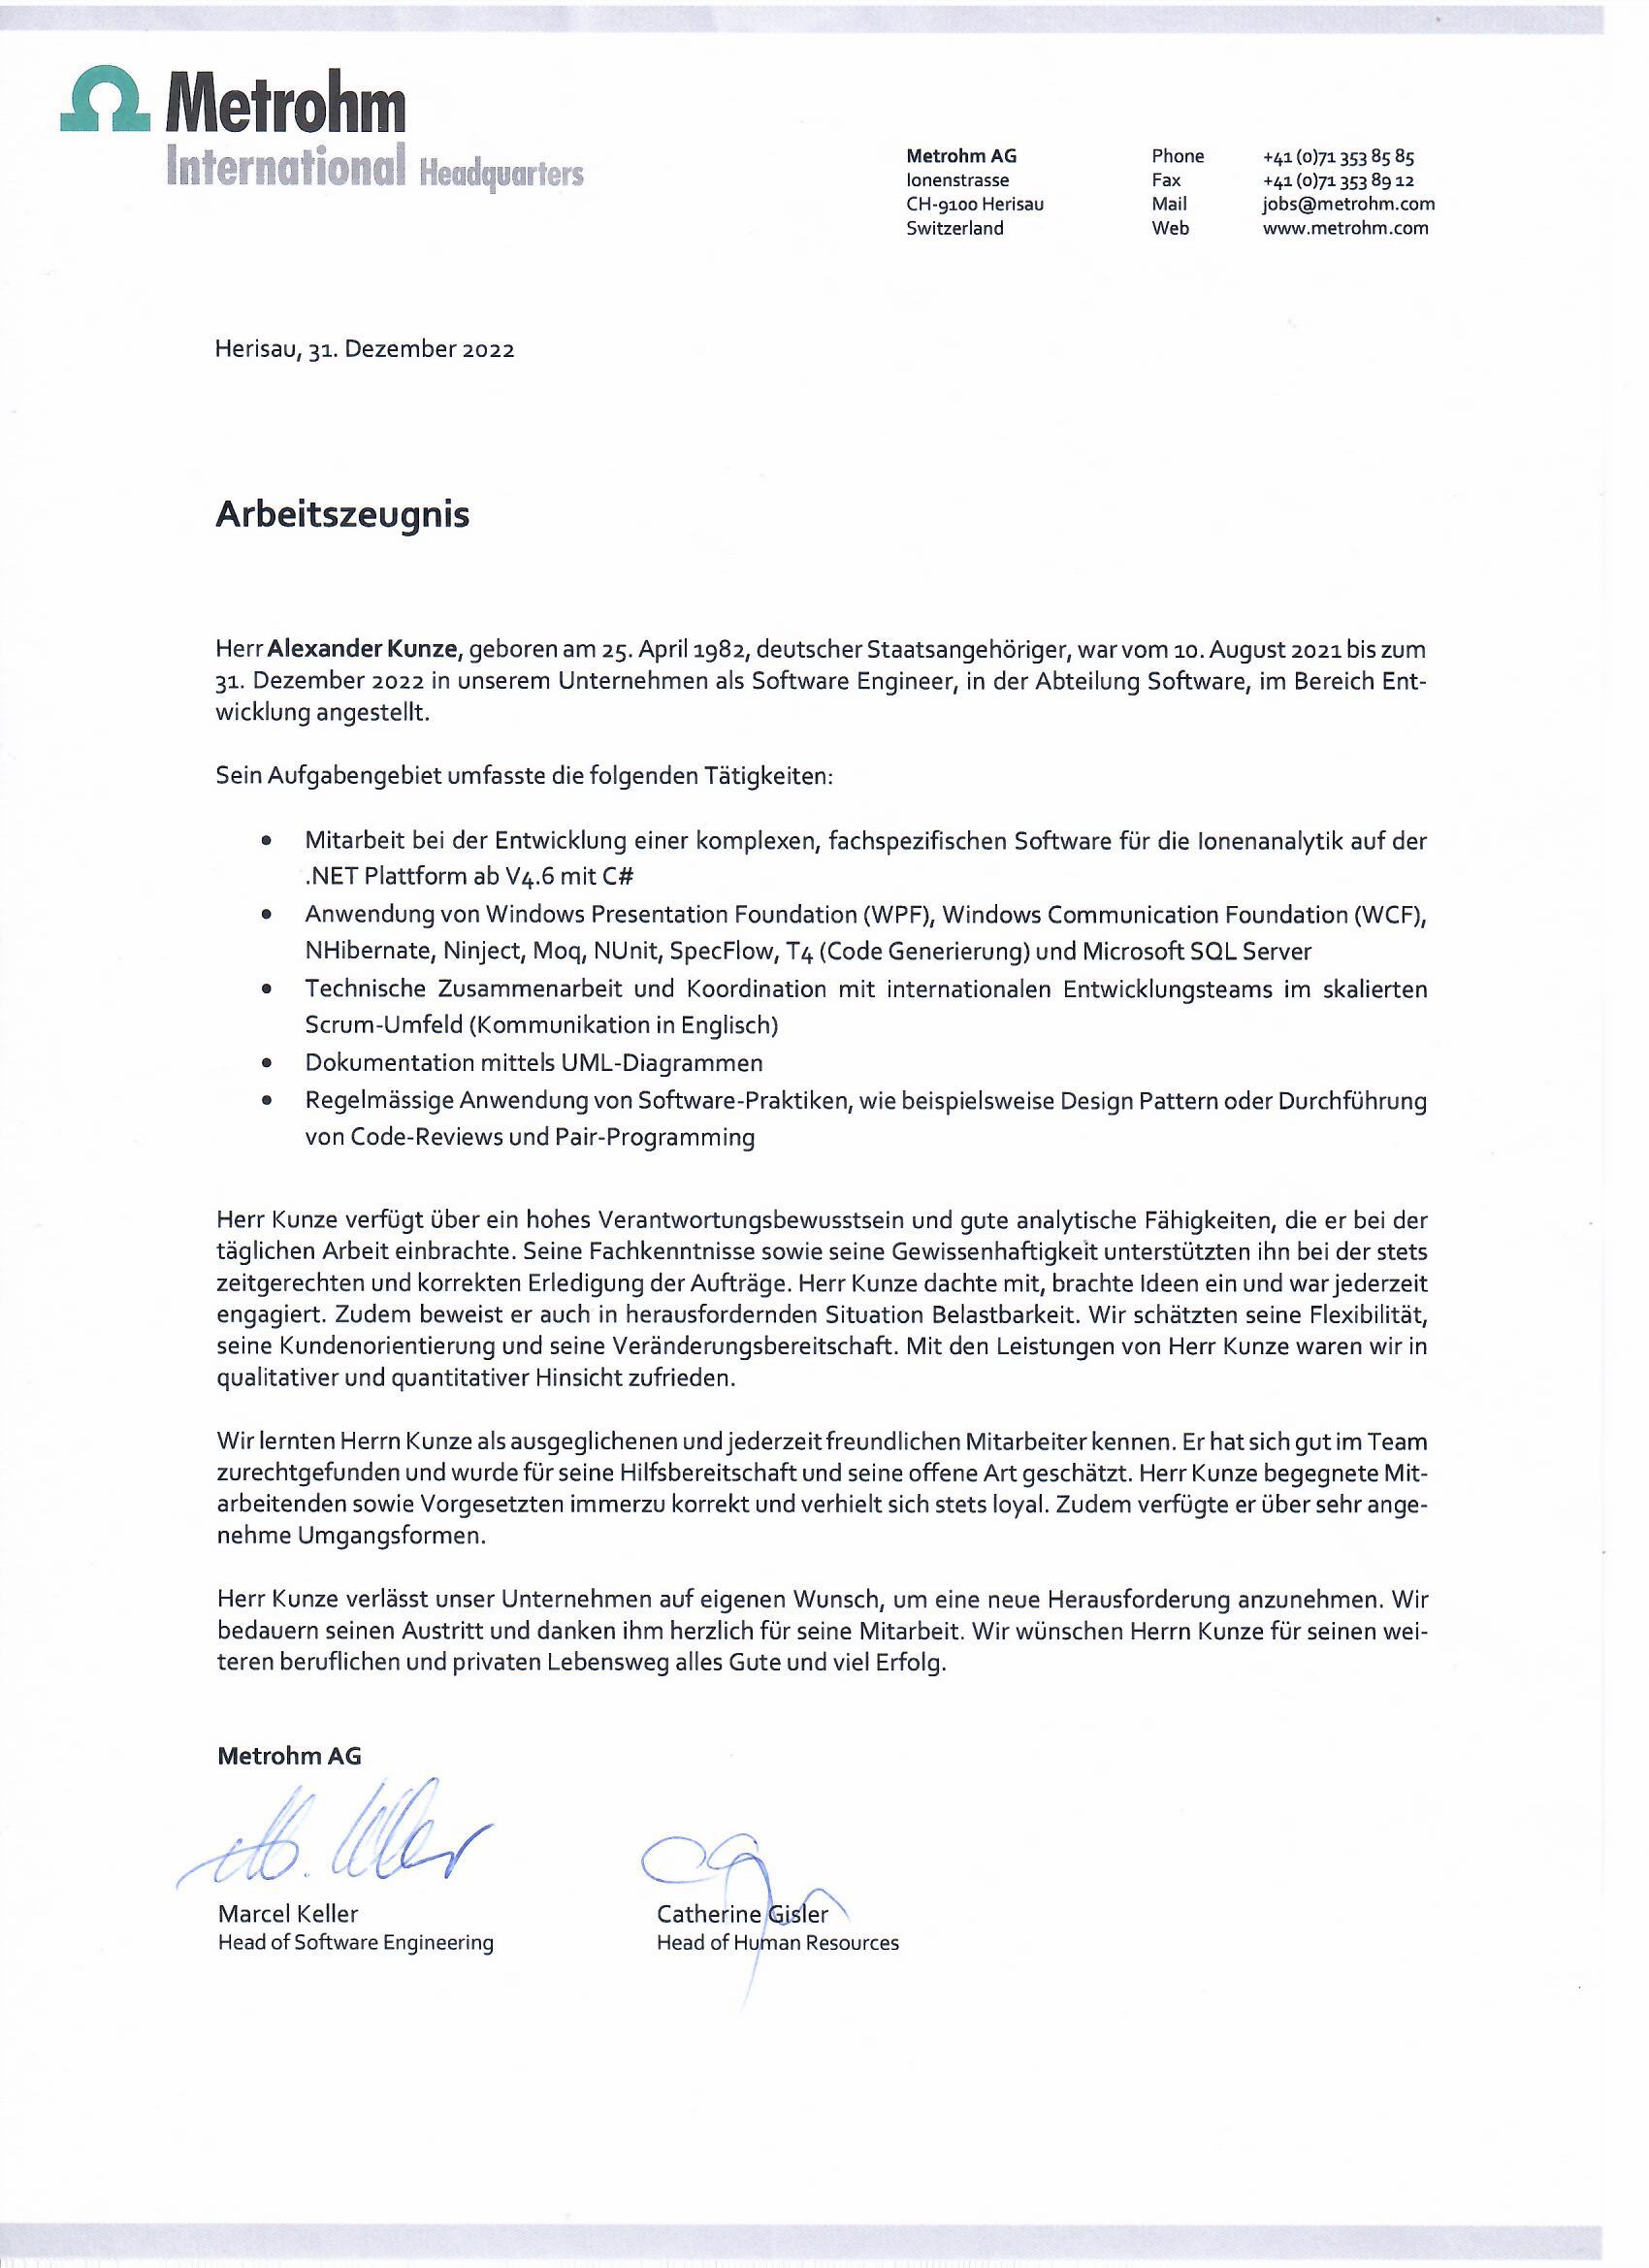 Metrohm
International Headquarters
Metrohm AG
Ionenstrasse
CH-9100 Herisau
Switzerland
Phone +41 (0)71 353 85 85
Fax +41 (0)71 353 89 12
Mail jobs@metrohm.com
Web www.metrohm.com
Herisau, 31. Dezember 2022
Arbeitszeugnis
Herr Alexander Kunze, geboren am 25. April 1982, deutscher Staatsangehöriger, war vom 10. August 2021 bis zum
31. Dezember 2022 in unserem Unternehmen als Software Engineer, in der Abteilung Software, im Bereich Ent-
wicklung angestellt.
Sein Aufgabengebiet umfasste die folgenden Tätigkeiten:
• Mitarbeit bei der Entwicklung einer komplexen, fachspezifischen Software für die Ionenanalytik auf der
.NET Plattform ab V4.6 mit C#
• Anwendung von Windows Presentation Foundation (WPF), Windows Communication Foundation (WCF),
NHibernate, Ninject, Moq, NUnit, SpecFlow, T4 (Code Generierung) und Microsoft SQL Server
• Technische Zusammenarbeit und Koordination mit internationalen Entwicklungsteams im skalierten
Scrum-Umfeld (Kommunikation in Englisch)
• Dokumentation mittels UML-Diagrammen
• Regelmässige Anwendung von Software-Praktiken, wie beispielsweise Design Pattern oder Durchführung
von Code-Reviews und Pair-Programming
Herr Kunze verfügt über ein hohes Verantwortungsbewusstsein und gute analytische Fähigkeiten, die er bei der
täglichen Arbeit einbrachte. Seine Fachkenntnisse sowie seine Gewissenhaftigkeit unterstützten ihn bei der stets
zeitgerechten und korrekten Erledigung der Aufträge. Herr Kunze dachte mit, brachte Ideen ein und war jederzeit
engagiert. Zudem beweist er auch in herausfordernden Situation Belastbarkeit. Wir schätzten seine Flexibilität,
seine Kundenorientierung und seine Veränderungsbereitschaft. Mit den Leistungen von Herr Kunze waren wir in
qualitativer und quantitativer Hinsicht zufrieden.
Wir lernten Herrn Kunze als ausgeglichenen und jederzeit freundlichen Mitarbeiter kennen. Er hat sich gut im Team
zurechtgefunden und wurde für seine Hilfsbereitschaft und seine offene Art geschätzt. Herr Kunze begegnete Mit-
arbeitenden sowie Vorgesetzten immerzu korrekt und verhielt sich stets loyal. Zudem verfügte er über sehr ange-
nehme Umgangsformen.
Herr Kunze verlässt unser Unternehmen auf eigenen Wunsch, um eine neue Herausforderung anzunehmen. Wir
bedauern seinen Austritt und danken ihm herzlich für seine Mitarbeit. Wir wünschen Herrn Kunze für seinen wei-
teren beruflichen und privaten Lebensweg alles Gute und viel Erfolg.
Metrohm AG
M. Keller
Marcel Keller
Head of Software Engineering
Catherine Gisler
Head of Human Resources